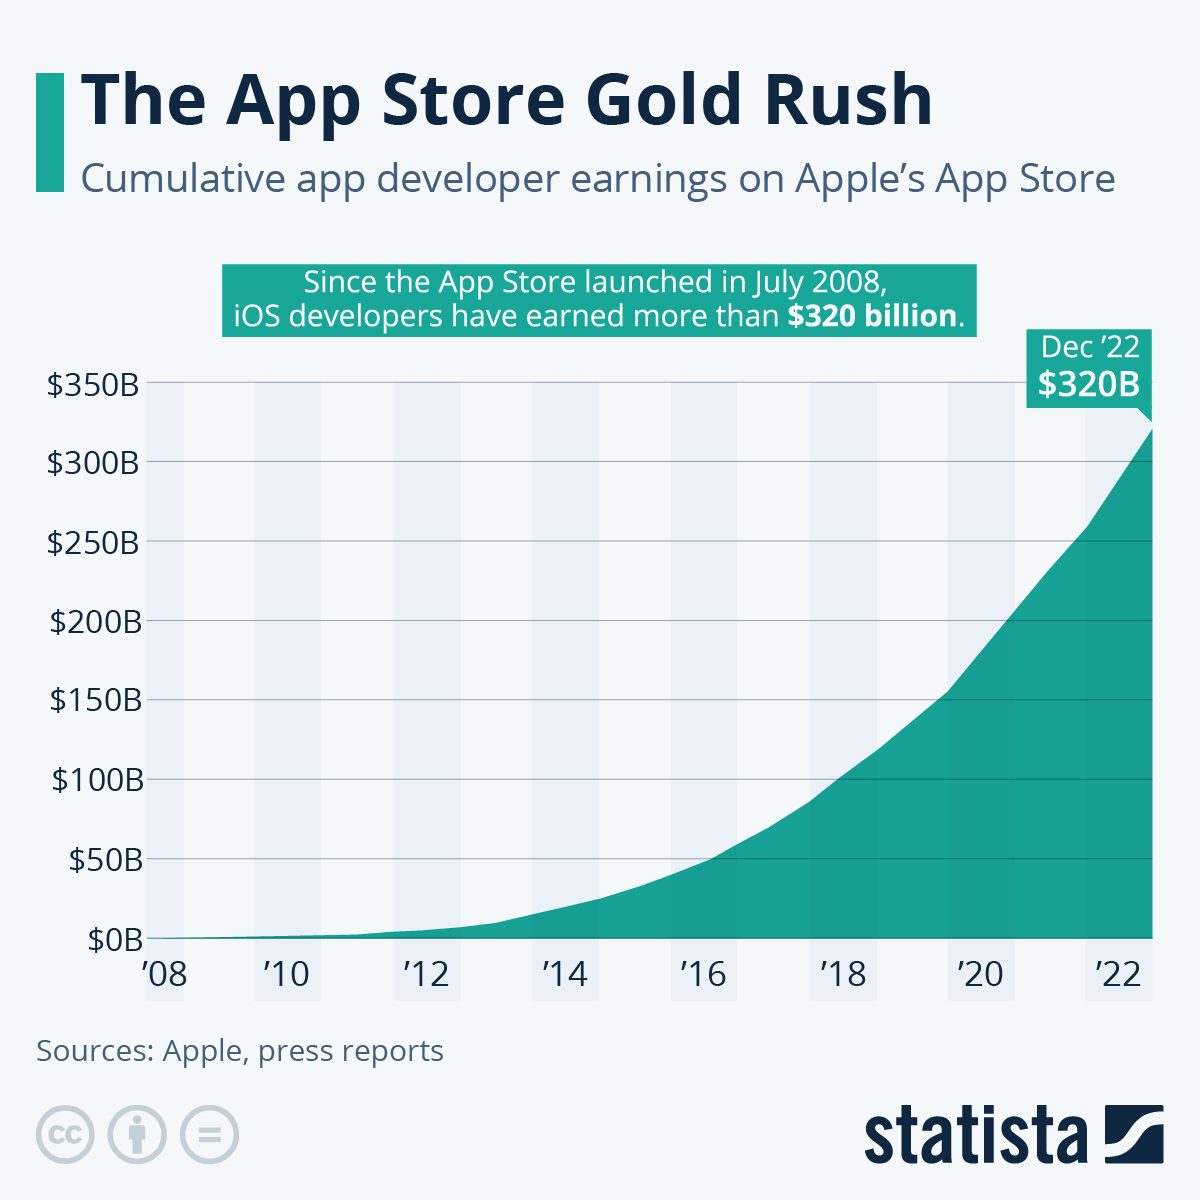 The App Store Gold Rush
Cumulative app developer earnings on Apple’s App Store
Since the App Store launched in July 2008,
iOS developers have earned more than $320 billion.
Dec ’22
$320B
$350B
$300B
$250B
$200B
$150B
$100B
$50B
$0B
’08 ’10 ’12 ’14 ’16 ’18 ’20 ’22
Sources: Apple, press reports
cc
statista